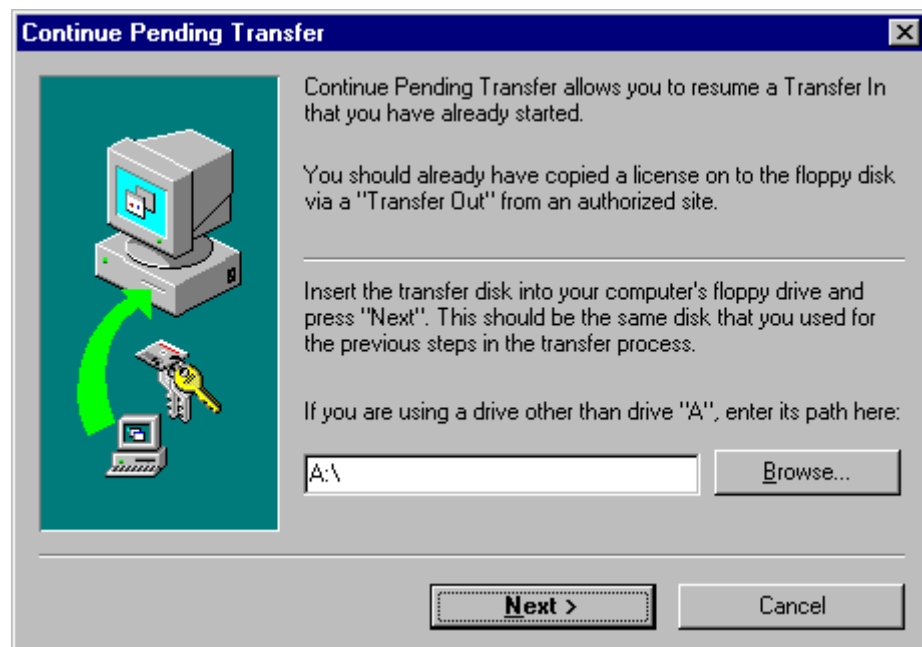 Continue Pending Transfer
Continue Pending Transfer allows you to resume a Transfer In
that you have already started.
You should already have copied a license on to the floppy disk
via a "Transfer Out" from an authorized site.
Insert the transfer disk into your computer's floppy drive and
press "Next". This should be the same disk that you used for
the previous steps in the transfer process.
If you are using a drive other than drive "A", enter its path here:
A:\
Browse...
Next >
Cancel